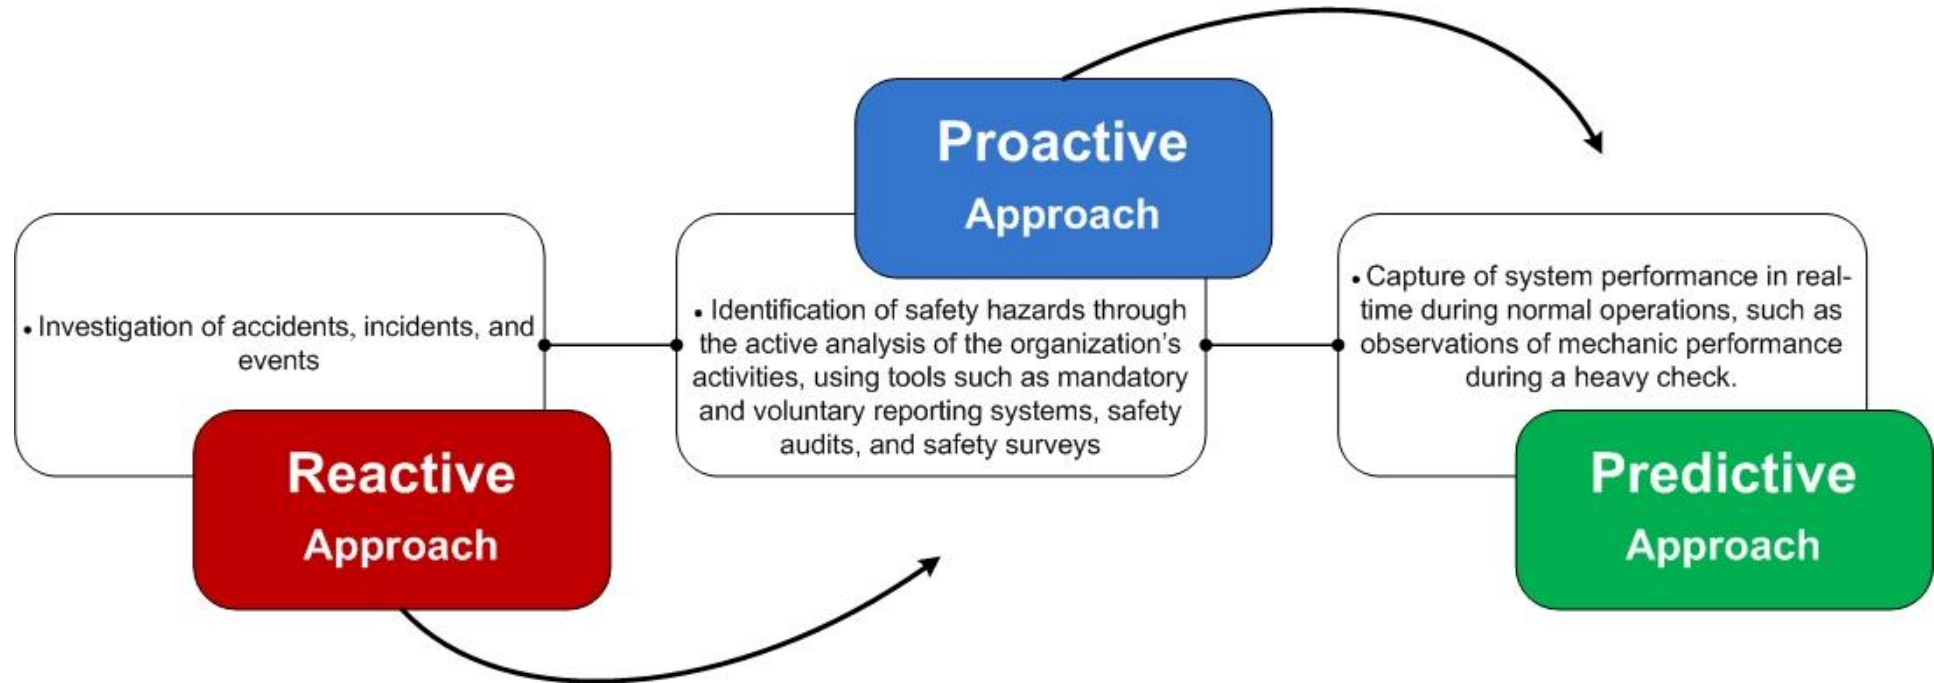 • Investigation of accidents, incidents, and
events
Reactive
Approach
Proactive
Approach
• Identification of safety hazards through
the active analysis of the organization’s
activities, using tools such as mandatory
and voluntary reporting systems, safety
audits, and safety surveys
• Capture of system performance in real-
time during normal operations, such as
observations of mechanic performance
during a heavy check.
Predictive
Approach